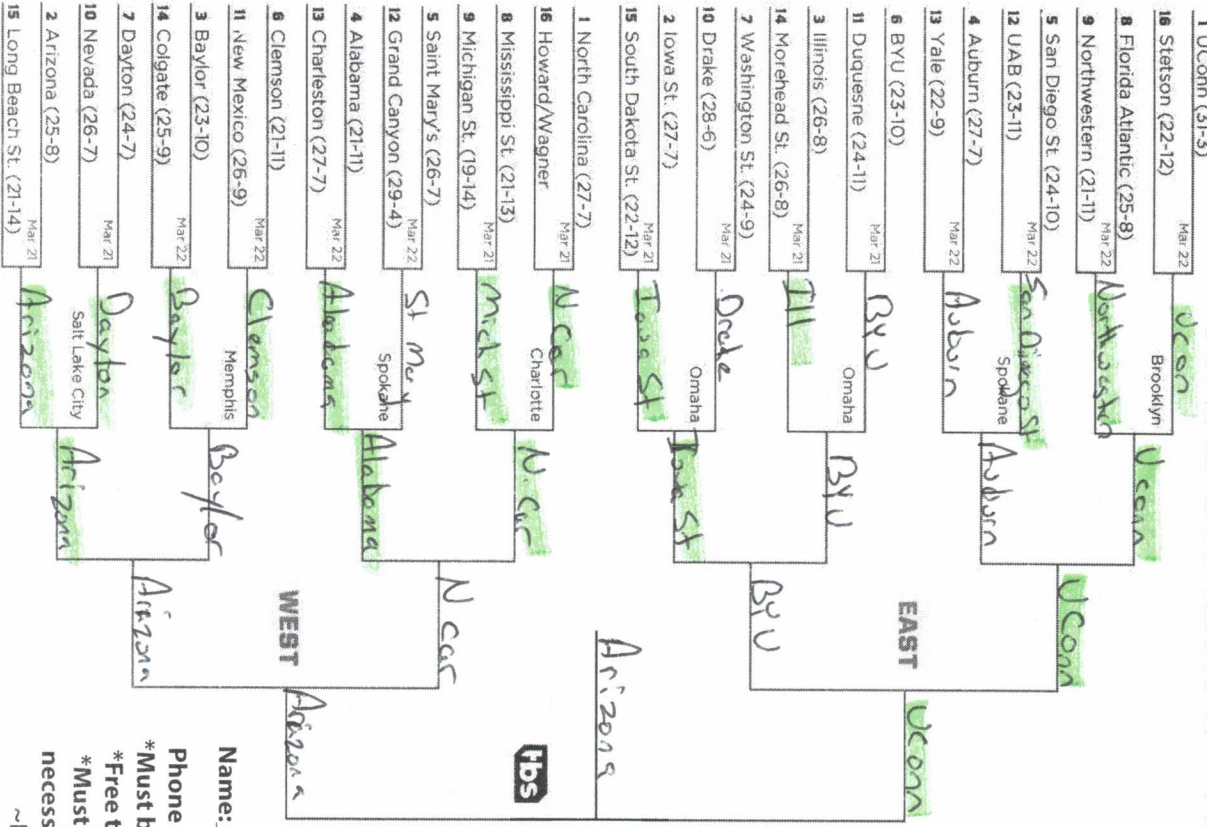 1 UConn (31-3)
Mar 22
16 Stetson (22-12)
8 Florida Atlantic (25-8)
Mar 22
9 Northwestern (21-11)
5 San Diego St. (24-10)
Mar 22
12 UAB (23-11)
4 Auburn (27-7)
Mar 22
13 Yale (22-9)
6 BYU (23-10)
Mar 21
11 Duquesne (24-11)
3 Illinois (26-8)
Mar 21
14 Morehead St. (26-8)
7 Washington St. (24-9)
Mar 21
10 Drake (28-6)
2 Iowa St. (27-7)
Mar 21
15 South Dakota St. (22-12)
1 North Carolina (27-7)
Mar 21
16 Howard/Wagner
8 Mississippi St. (21-13)
Mar 21
9 Michigan St. (19-14)
5 Saint Mary's (26-7)
Mar 22
12 Grand Canyon (29-4)
4 Alabama (21-11)
Mar 22
13 Charleston (27-7)
6 Clemson (21-11)
Mar 22
11 New Mexico (26-9)
3 Baylor (23-10)
Mar 22
14 Colgate (25-9)
7 Dayton (24-7)
Mar 21
10 Nevada (26-7)
2 Arizona (25-8)
Mar 21
15 Long Beach St. (21-14)
Ucon
Brooklyn
Northwestern
San Diego St
Spokane
Auburn
BYU
Omaha
Ill
Drake
Omaha
Iowa St
N Car
Charlotte
Mich St
St Mary
Spokane
Alabama
Clemson
Memphis
Baylor
Dayton
Salt Lake City
Arizona
Uconn
Auburn
BYU
Iowa St
N. Car
Alabama
Baylor
Arizona
UConn
BYU
N Car
Arizona
EAST
WEST
UConn
Arizona
Arizona
tbs
Name:
Phone
*Must b
*Free t
*Must
necess